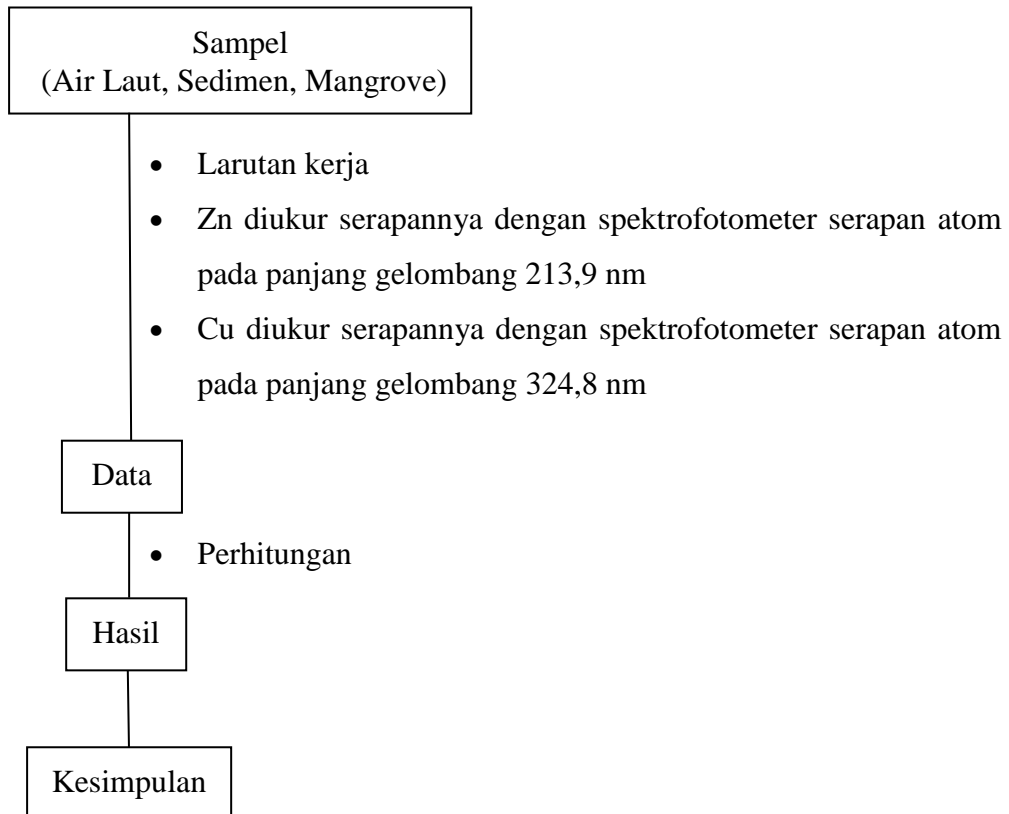 Sampel
(Air Laut, Sedimen, Mangrove)
• Larutan kerja
• Zn diukur serapannya dengan spektrofotometer serapan atom
pada panjang gelombang 213,9 nm
• Cu diukur serapannya dengan spektrofotometer serapan atom
pada panjang gelombang 324,8 nm
Data
• Perhitungan
Hasil
Kesimpulan